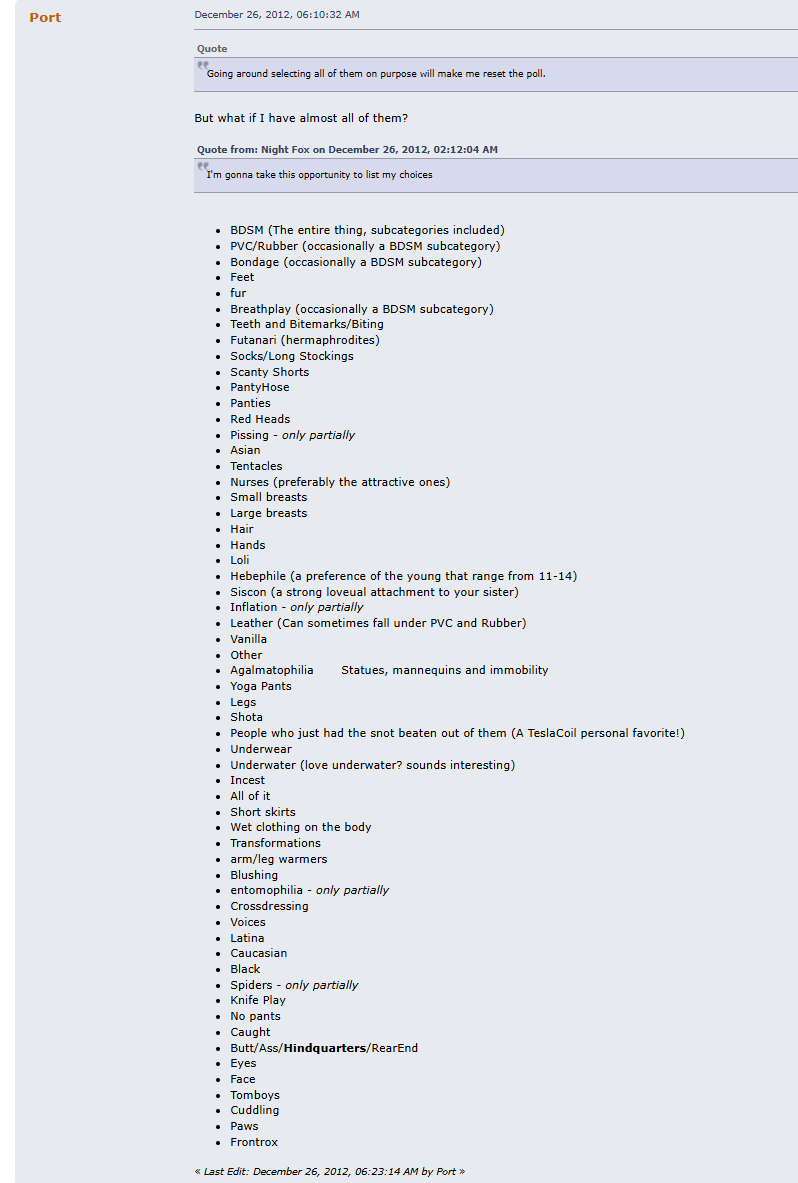 Port
December 26, 2012, 06:10:32 AM
Quote
Going around selecting all of them on purpose will make me reset the poll.
But what if I have almost all of them?
Quote from: Night Fox on December 26, 2012, 02:12:04 AM
I'm gonna take this opportunity to list my choices
• BDSM (The entire thing, subcategories included)
• PVC/Rubber (occasionally a BDSM subcategory)
• Bondage (occasionally a BDSM subcategory)
• Feet
• fur
• Breathplay (occasionally a BDSM subcategory)
• Teeth and Bitemarks/Biting
• Futanari (hermaphrodites)
• Socks/Long Stockings
• Scanty Shorts
• PantyHose
• Panties
• Red Heads
• Pissing - only partially
• Asian
• Tentacles
• Nurses (preferably the attractive ones)
• Small breasts
• Large breasts
• Hair
• Hands
• Loli
• Hebephile (a preference of the young that range from 11-14)
• Siscon (a strong loveual attachment to your sister)
• Inflation - only partially
• Leather (Can sometimes fall under PVC and Rubber)
• Vanilla
• Other
• Agalmatophilia Statues, mannequins and immobility
• Yoga Pants
• Legs
• Shota
• People who just had the snot beaten out of them (A TeslaCoil personal favorite!)
• Underwear
• Underwater (love underwater? sounds interesting)
• Incest
• All of it
• Short skirts
• Wet clothing on the body
• Transformations
• arm/leg warmers
• Blushing
• entomophilia - only partially
• Crossdressing
• Voices
• Latina
• Caucasian
• Black
• Spiders - only partially
• Knife Play
• No pants
• Caught
• Butt/Ass/Hindquarters/RearEnd
• Eyes
• Face
• Tomboys
• Cuddling
• Paws
• Frontrox
« Last Edit: December 26, 2012, 06:23:14 AM by Port »